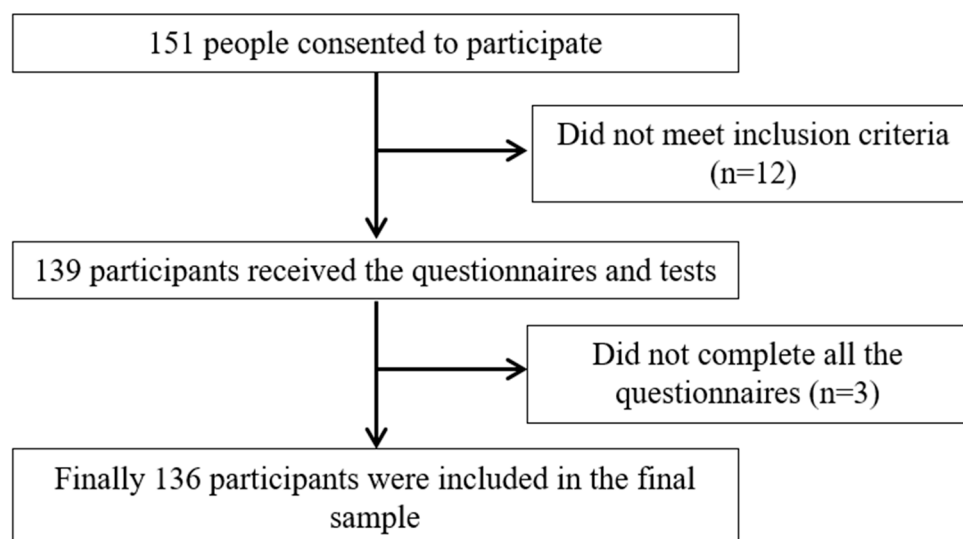 151 people consented to participate
Did not meet inclusion criteria
(n=12)
139 participants received the questionnaires and tests
Did not complete all the
questionnaires (n=3)
Finally 136 participants were included in the final
sample